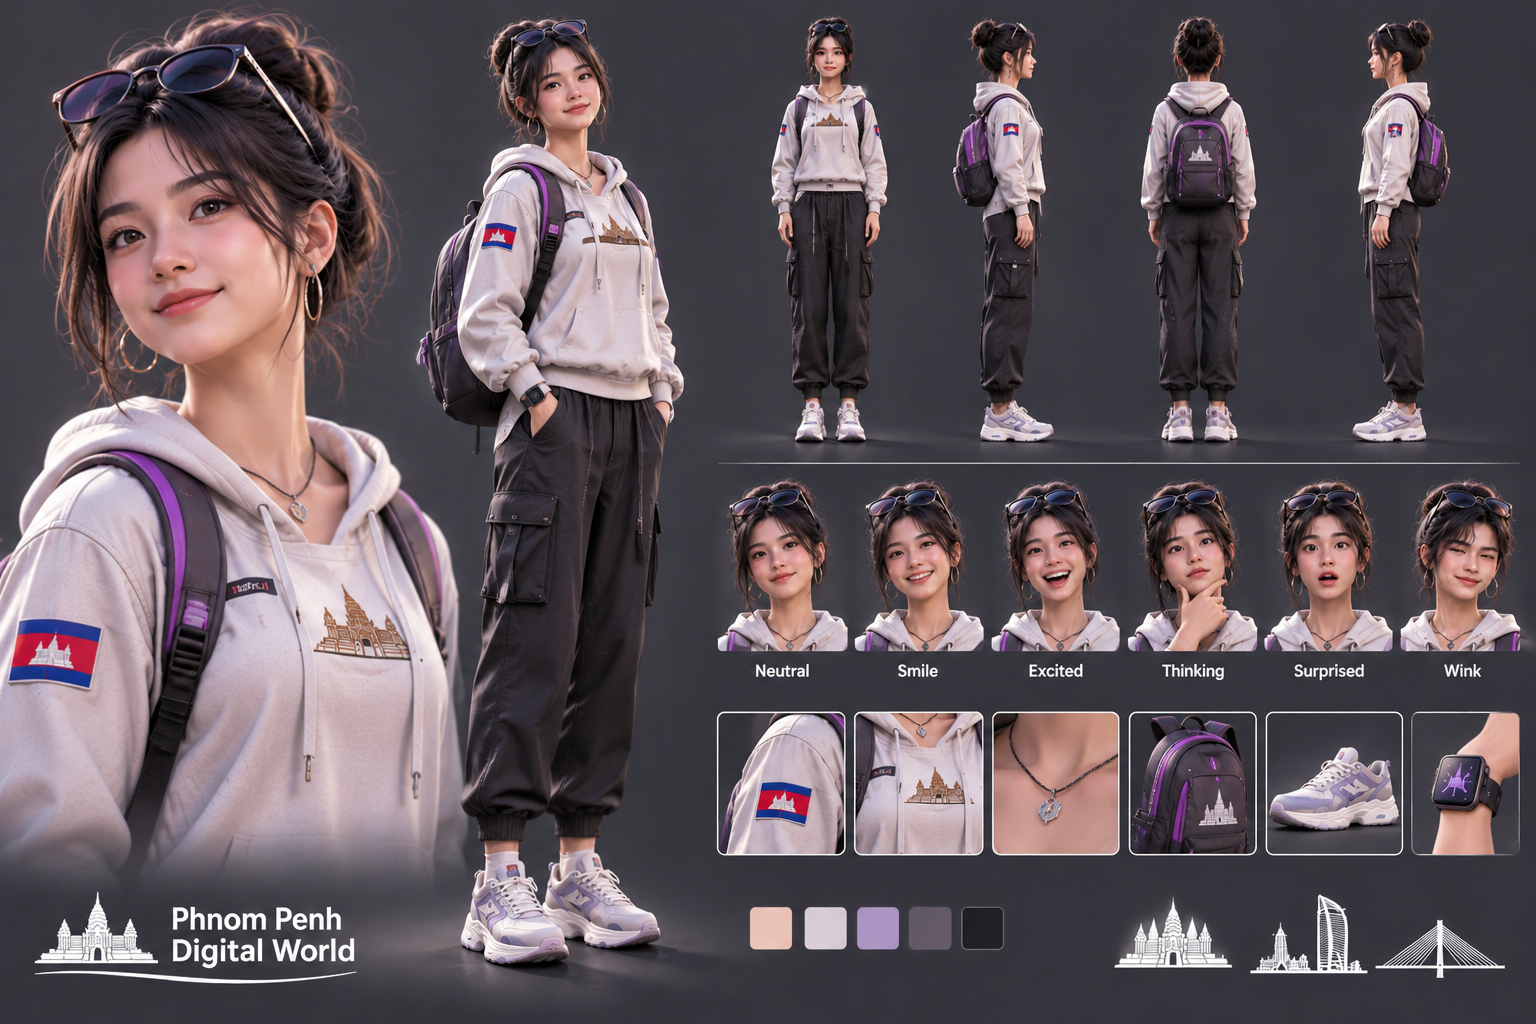 Phnom Penh
Digital World
Neutral
Smile
Excited
Thinking
Surprised
Wink